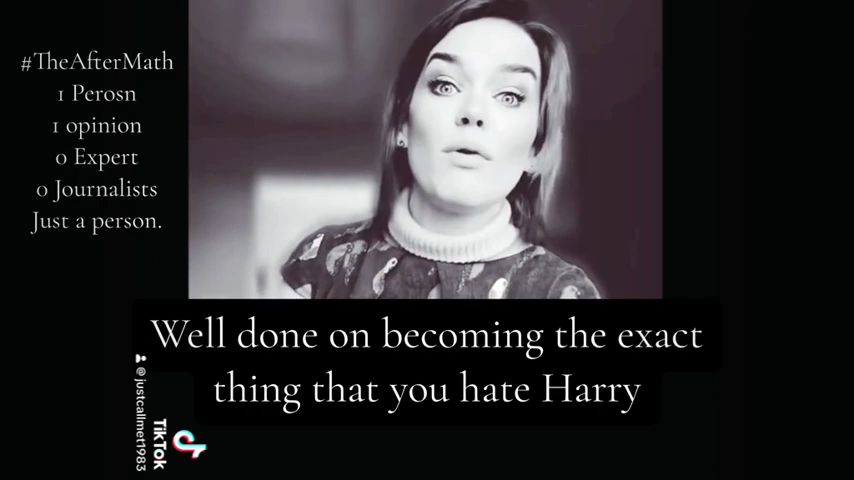 #TheAfterMath
1 Perosn
1 opinion
0 Expert
0 Journalists
Just a person.
Well done on becoming the exact
thing that you hate Harry
TikTok
@justcallmet1983